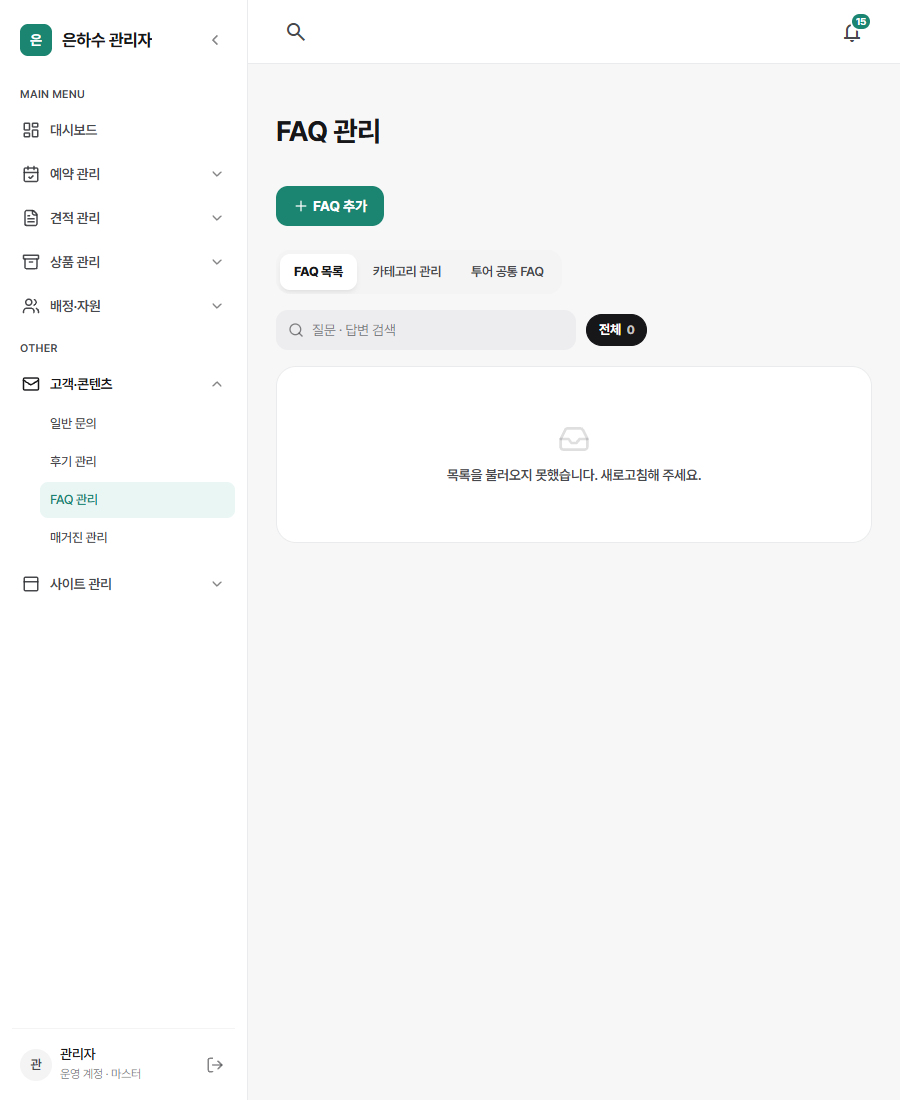 은
은하수 관리자
15
MAIN MENU
대시보드
예약 관리
견적 관리
상품 관리
배정·자원
OTHER
고객·콘텐츠
일반 문의
후기 관리
FAQ 관리
매거진 관리
사이트 관리
관
관리자
운영 계정 · 마스터
FAQ 관리
FAQ 추가
FAQ 목록
카테고리 관리
투어 공통 FAQ
질문 · 답변 검색
전체 0
목록을 불러오지 못했습니다. 새로고침해 주세요.